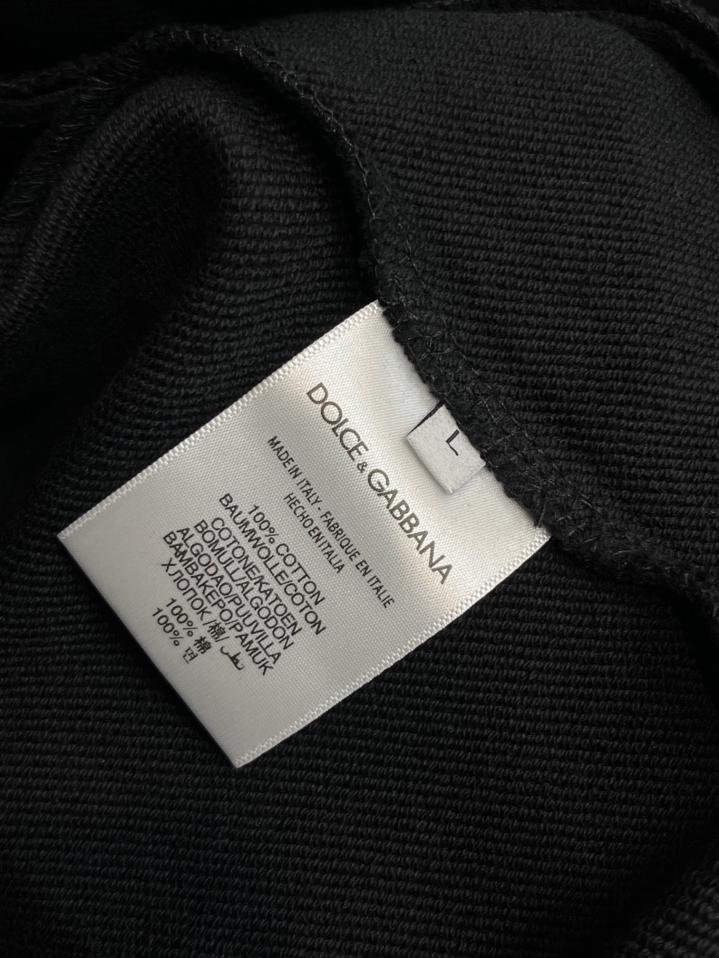 DOLCE & GABBANA
L
MADE IN ITALY - FABRIQUE EN ITALIE
HECHO EN ITALIA
100% COTTON
BAUMWOLLE/COTON
COTONE/KATOEN
BOMULL/ALGODON
ALGODAO/PUUVILLA
BAMBAKEPO/PAMUK
ХЛОПОК/棉/ قطن
100% 棉
100% 면